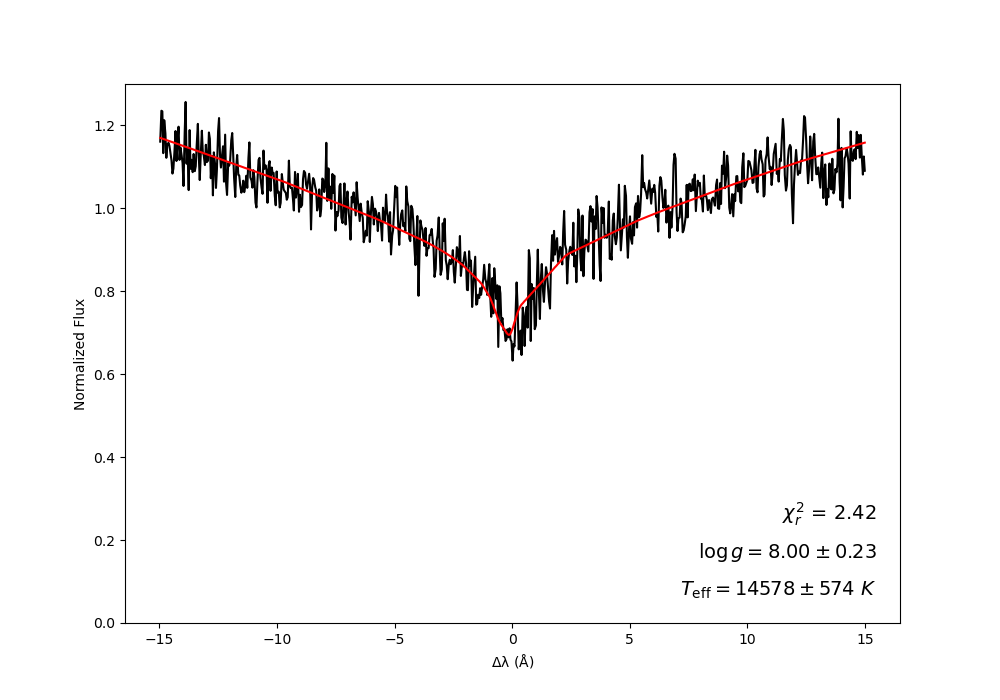 1.2
1.0
0.8
0.6
0.4
0.2
0.0
Normalized Flux
χ²ᵣ = 2.42
log g = 8.00 ± 0.23
T_eff = 14578 ± 574 K
−15 −10 −5 0 5 10 15
Δλ (Å)